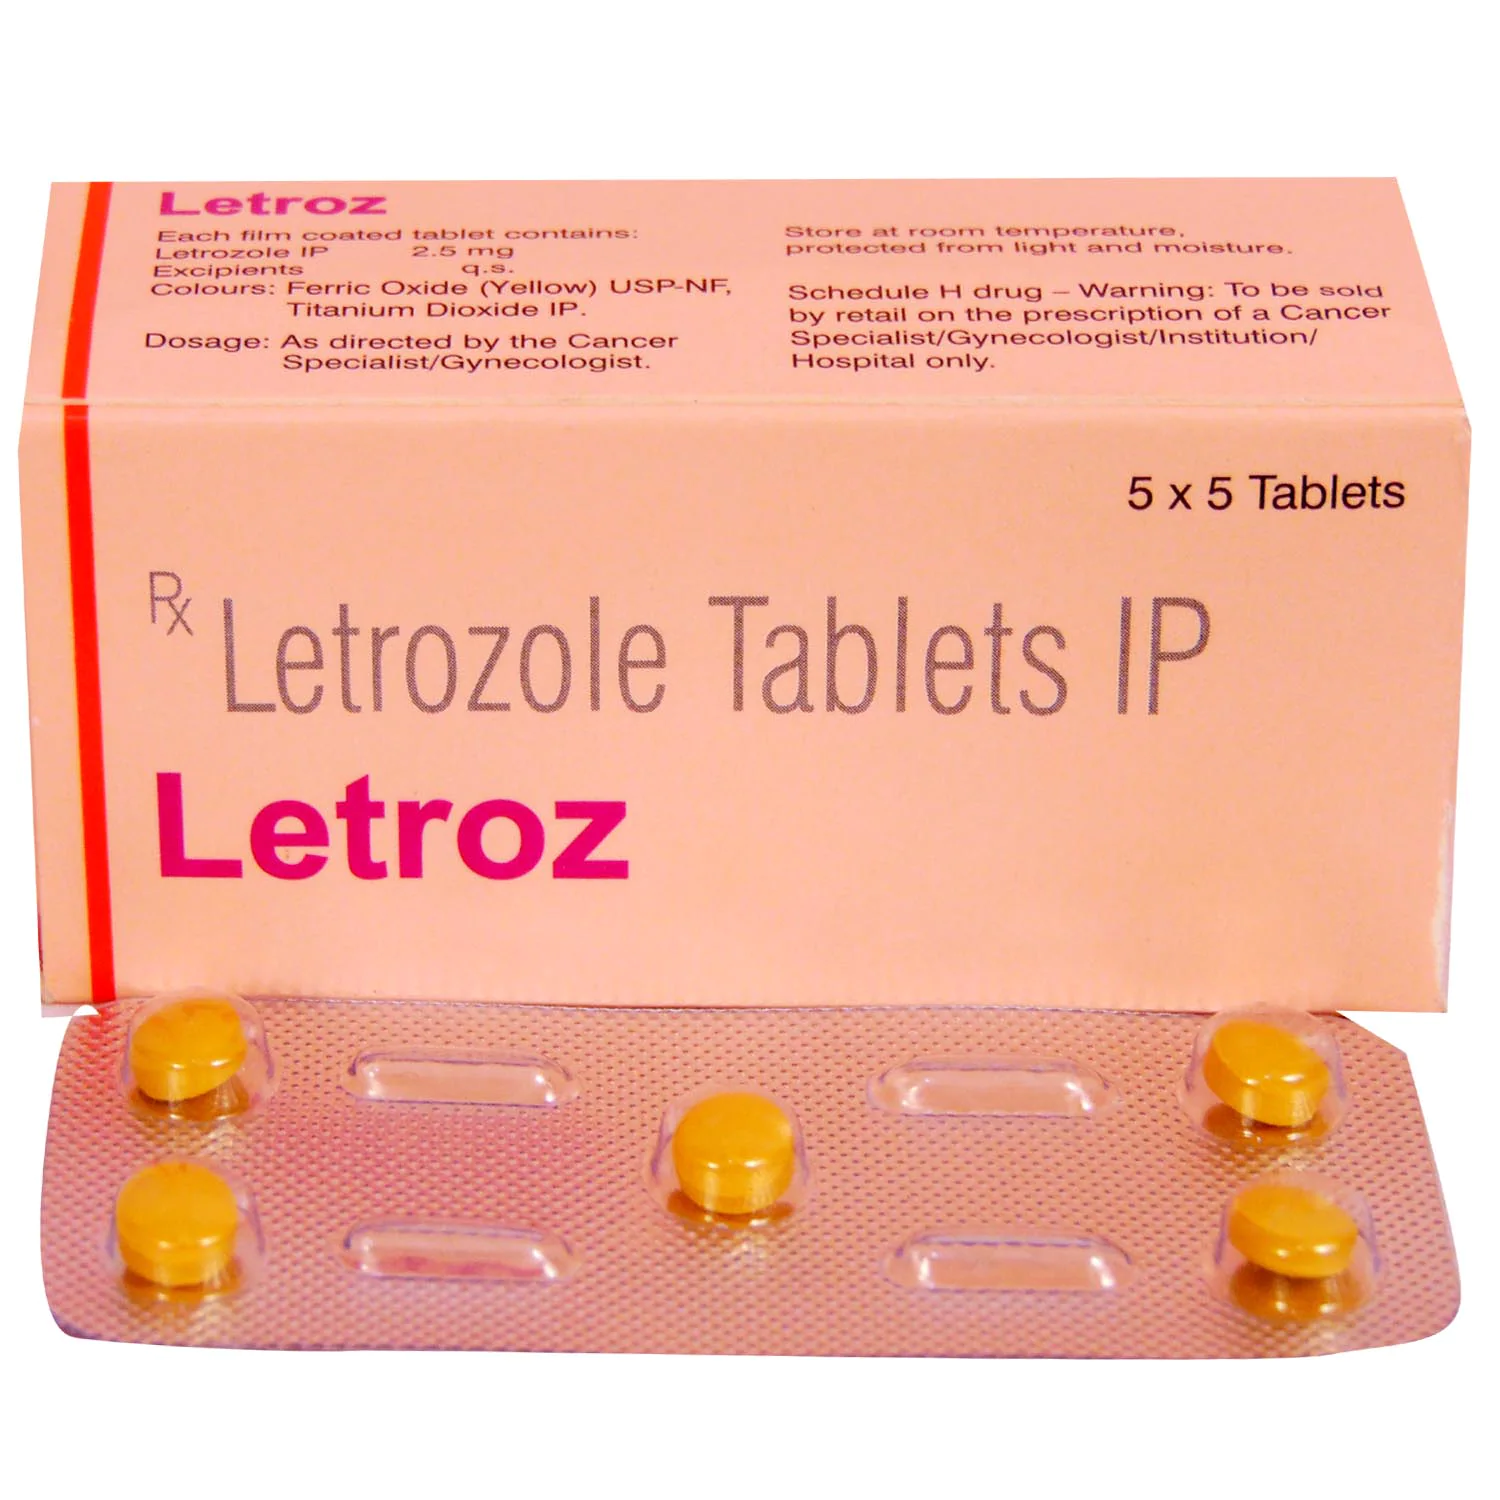 Letroz
Each film coated tablet contains:
Letrozole IP 2.5 mg
Excipients q.s.
Colours: Ferric Oxide (Yellow) USP-NF,
Titanium Dioxide IP.
Dosage: As directed by the Cancer
Specialist/Gynecologist.
Store at room temperature,
protected from light and moisture.
Schedule H drug – Warning: To be sold
by retail on the prescription of a Cancer
Specialist/Gynecologist/Institution/
Hospital only.
5 x 5 Tablets
Rx Letrozole Tablets IP
Letroz